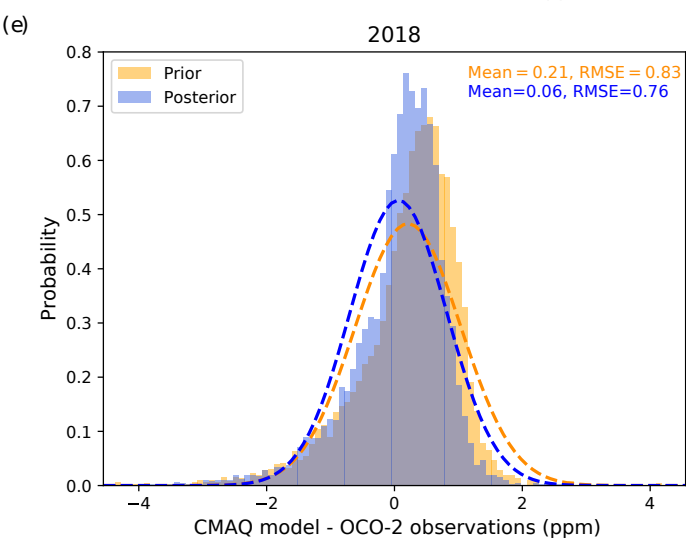 (e)
2018
Prior
Posterior
Mean = 0.21, RMSE = 0.83
Mean=0.06, RMSE=0.76
Probability
0.8
0.7
0.6
0.5
0.4
0.3
0.2
0.1
0.0
−4
−2
0
2
4
CMAQ model - OCO-2 observations (ppm)